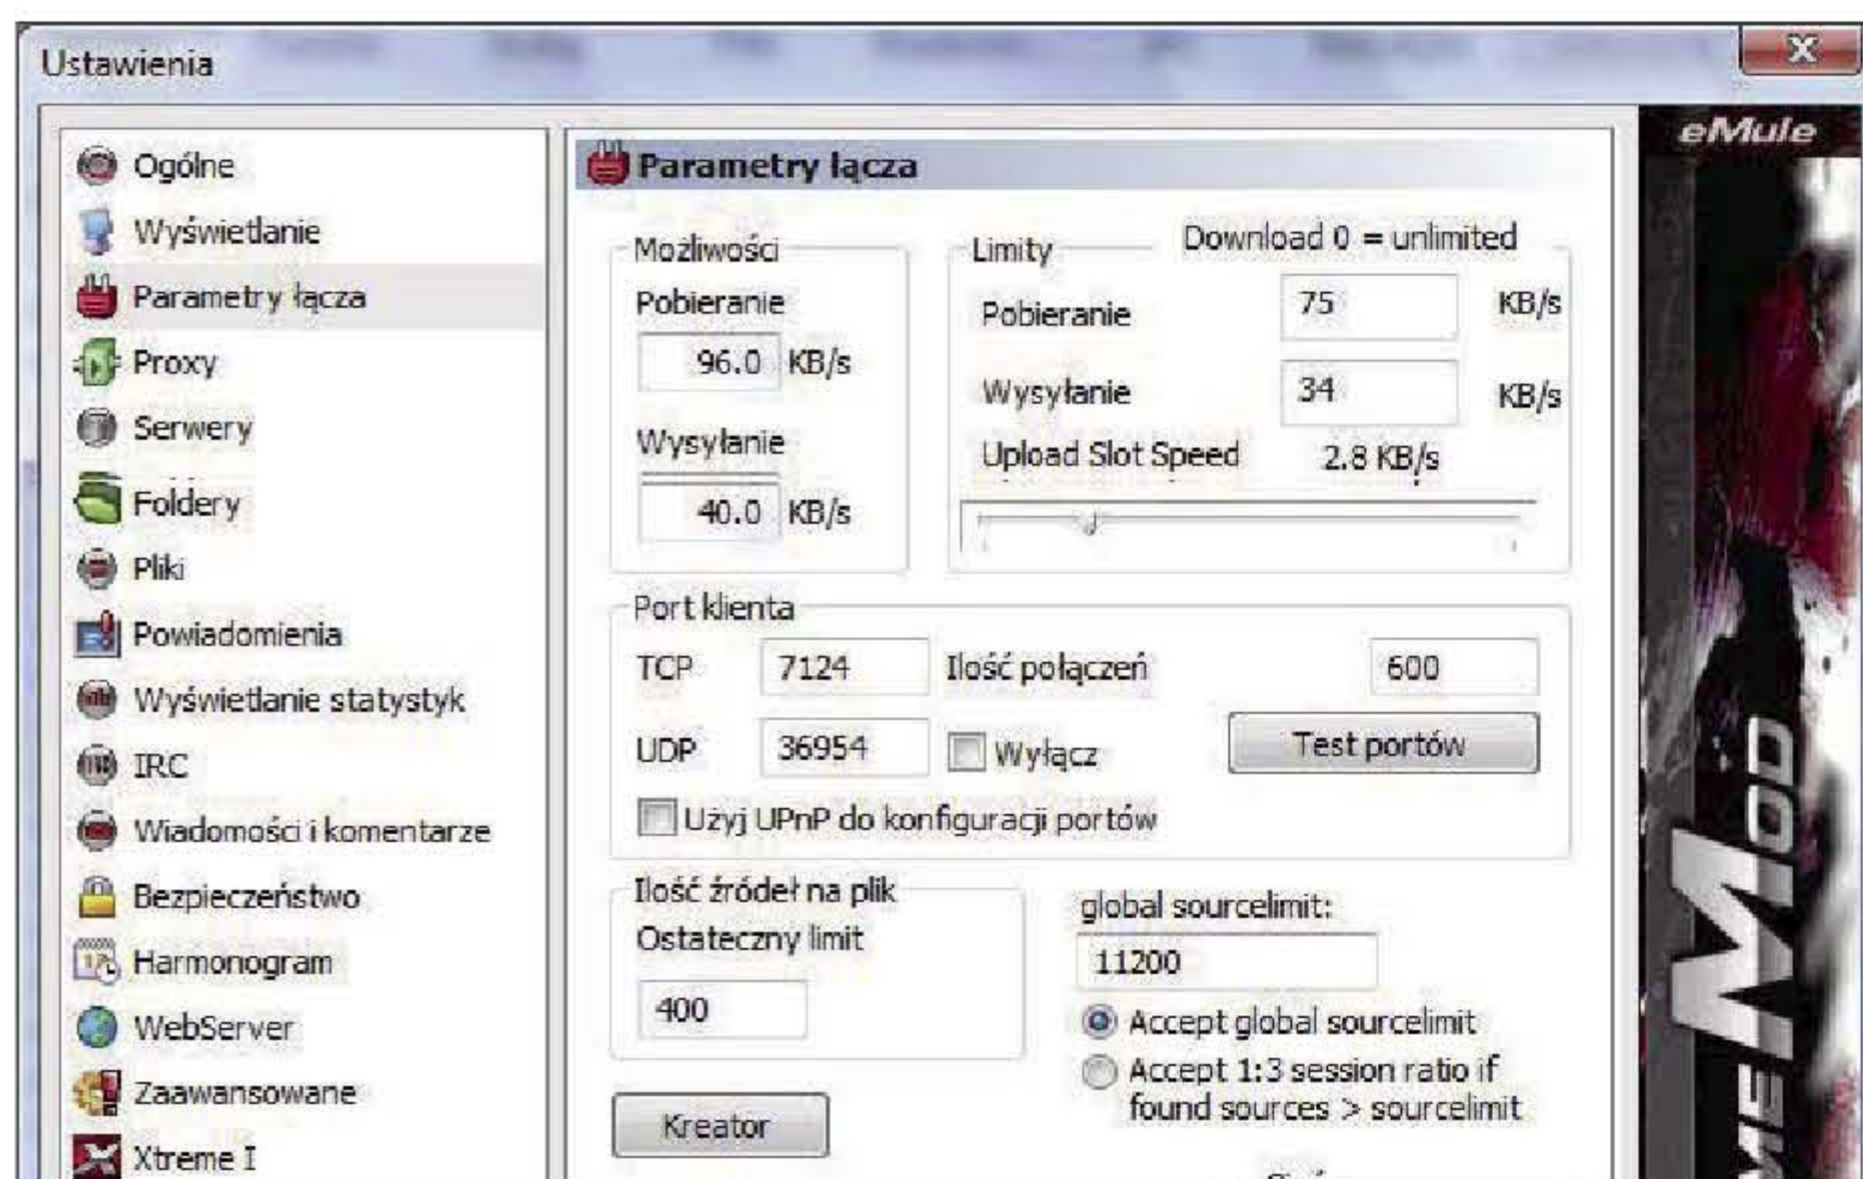 Ustawienia
eMule
Ogólne
Wyświetlanie
Parametry łącza
Proxy
Serwery
Foldery
Pliki
Powiadomienia
Wyświetlanie statystyk
IRC
Wiadomości i komentarze
Bezpieczeństwo
Harmonogram
WebServer
Zaawansowane
Xtreme I
Parametry łącza
Możliwości
Pobieranie
96.0 KB/s
Wysyłanie
40.0 KB/s
Limity
Download 0 = unlimited
Pobieranie 75 KB/s
Wysyłanie 34 KB/s
Upload Slot Speed 2.8 KB/s
Port klienta
TCP 7124 Ilość połączeń 600
UDP 36954 Wyłącz Test portów
Użyj UPnP do konfiguracji portów
Ilość źródeł na plik
Ostateczny limit
400
global sourcelimit:
11200
Accept global sourcelimit
Accept 1:3 session ratio if
found sources > sourcelimit
Kreator
ME MOD